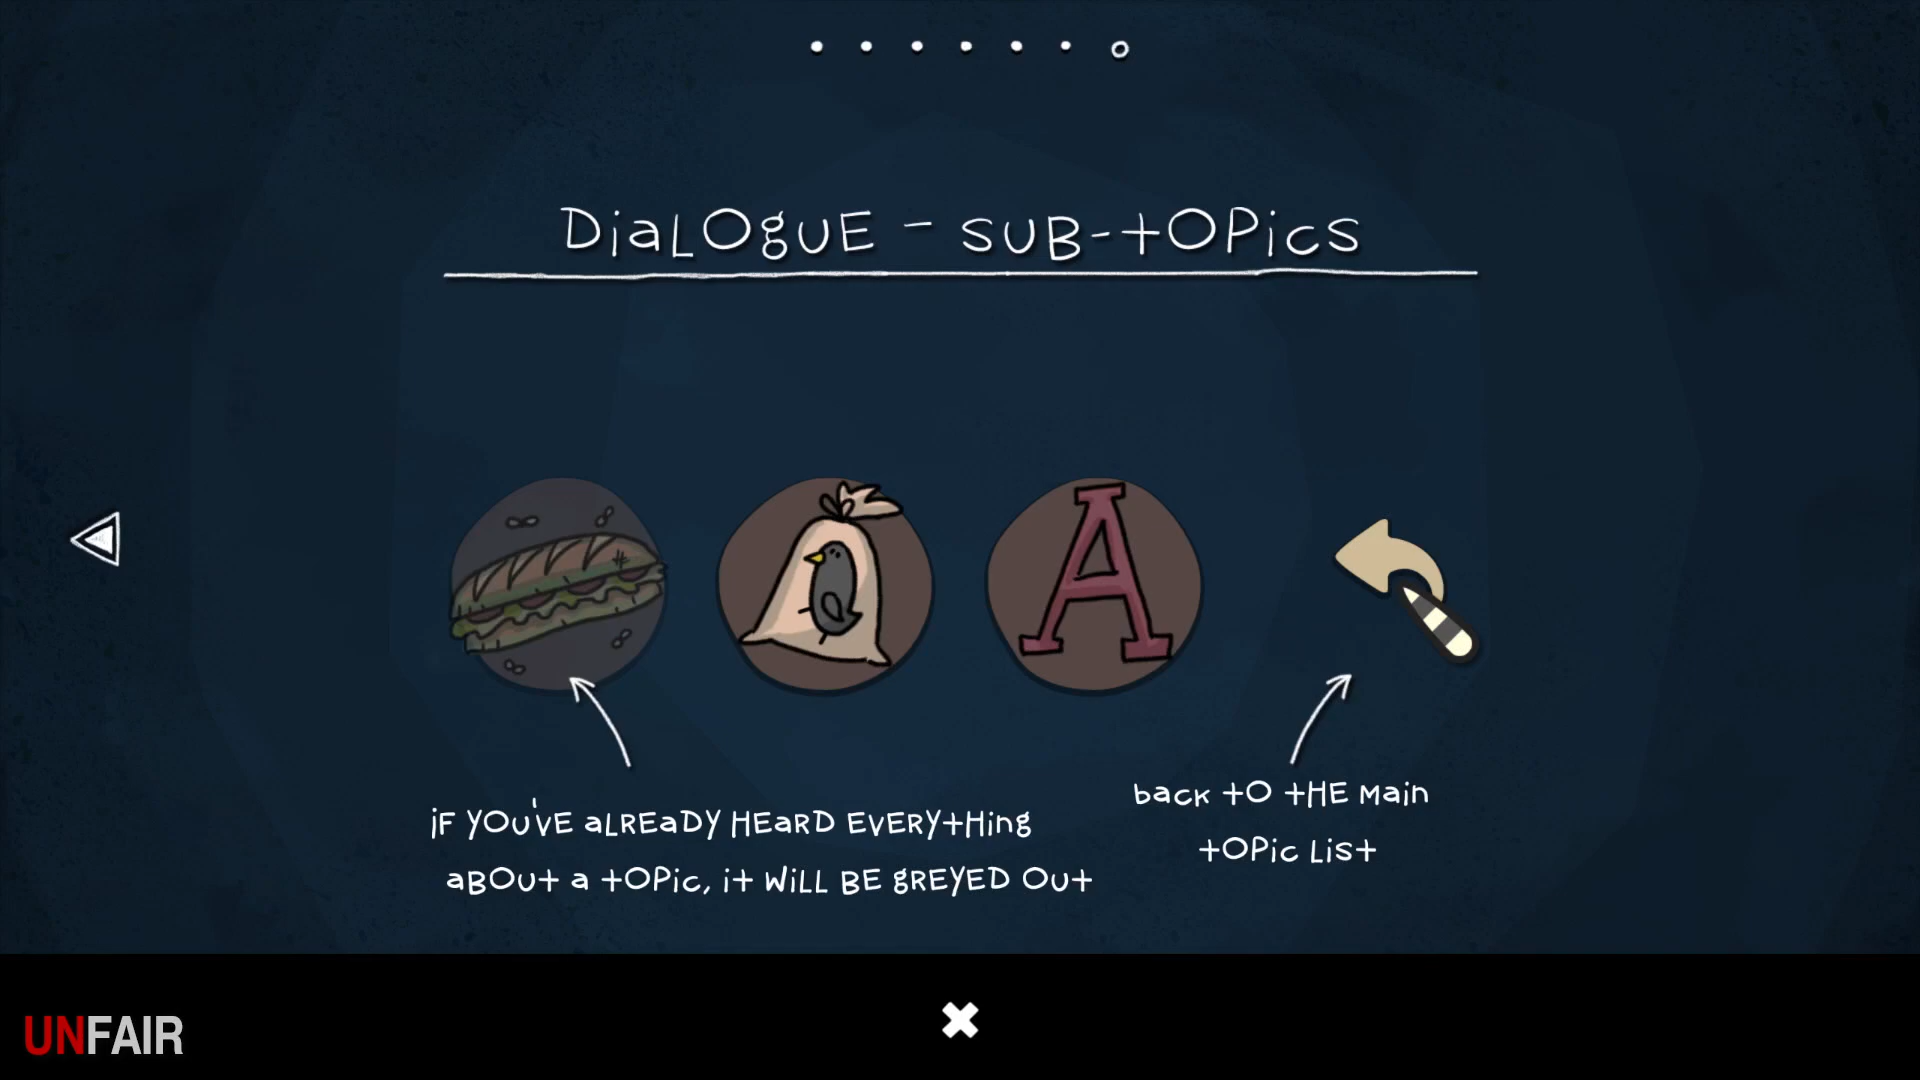 DiaLOgUE - SUB-tOPics
A
iF YOU'VE aLREaDY HEaRD EVERYtHing
aBOUt a tOPic, it WiLL BE gREYED OUt
back tO tHE Main
tOPic List
UNFAIR